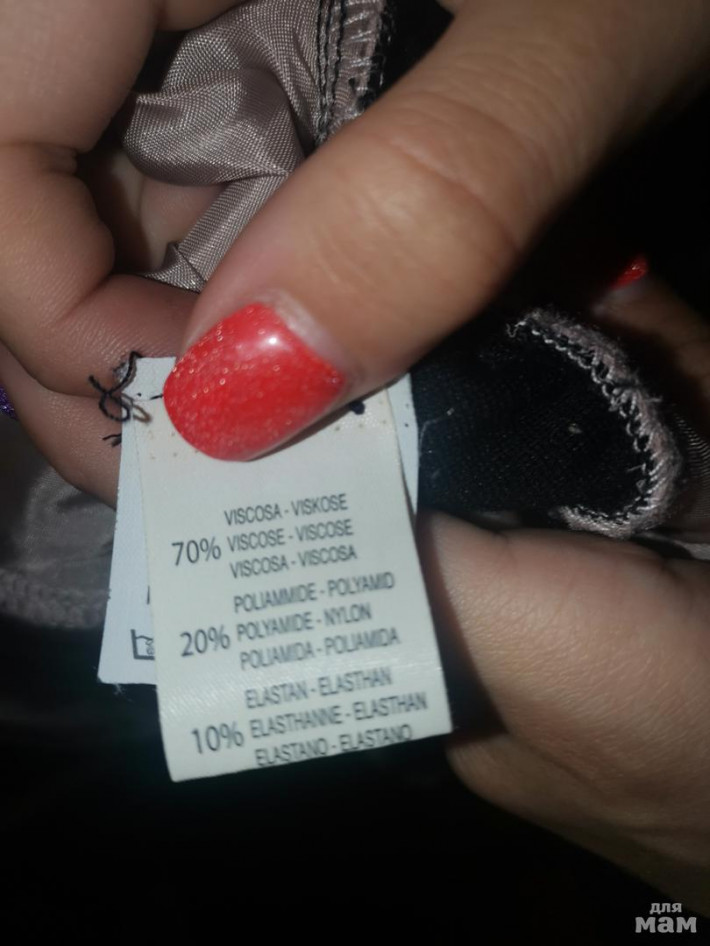 VISCOSA - VISKOSE
70% VISCOSE - VISCOSE
VISCOSA - VISCOSA
POLIAMMIDE - POLYAMID
20% POLYAMIDE - NYLON
POLIAMIDA - POLIAMIDA
ELASTAN - ELASTHAN
10% ELASTHANNE - ELASTHAN
ELASTANO - ELASTANO
для
мам